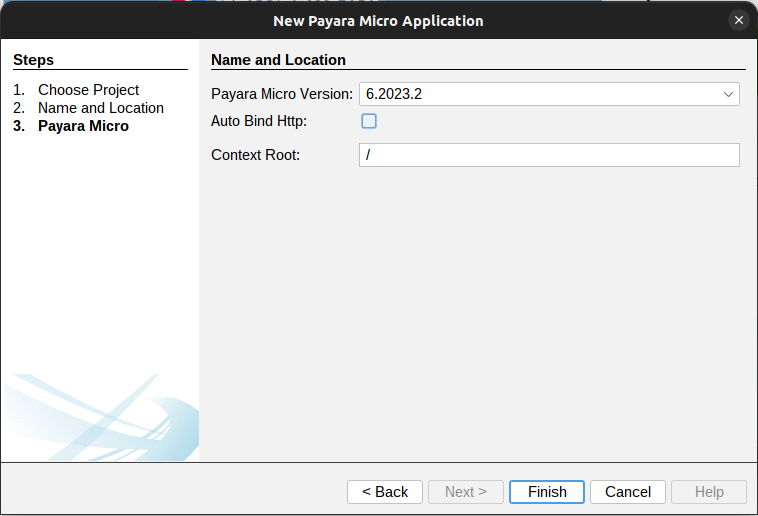 New Payara Micro Application
Steps
1. Choose Project
2. Name and Location
3. Payara Micro
Name and Location
Payara Micro Version: 6.2023.2
Auto Bind Http:
Context Root: /
< Back Next > Finish Cancel Help